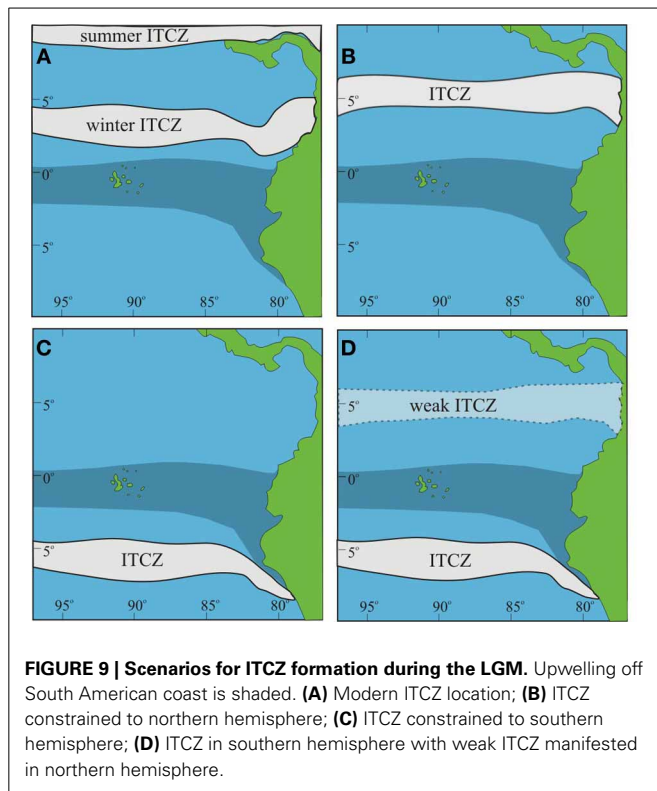 summer ITCZ
A
5°
winter ITCZ
0°
5°
95° 90° 85° 80°
B
ITCZ
95° 90° 85° 80°
C
5°
0°
5° ITCZ
95° 90° 85° 80°
D
weak ITCZ
5°
0°
5° ITCZ
95° 90° 85° 80°
FIGURE 9 | Scenarios for ITCZ formation during the LGM. Upwelling off
South American coast is shaded. (A) Modern ITCZ location; (B) ITCZ
constrained to northern hemisphere; (C) ITCZ constrained to southern
hemisphere; (D) ITCZ in southern hemisphere with weak ITCZ manifested
in northern hemisphere.